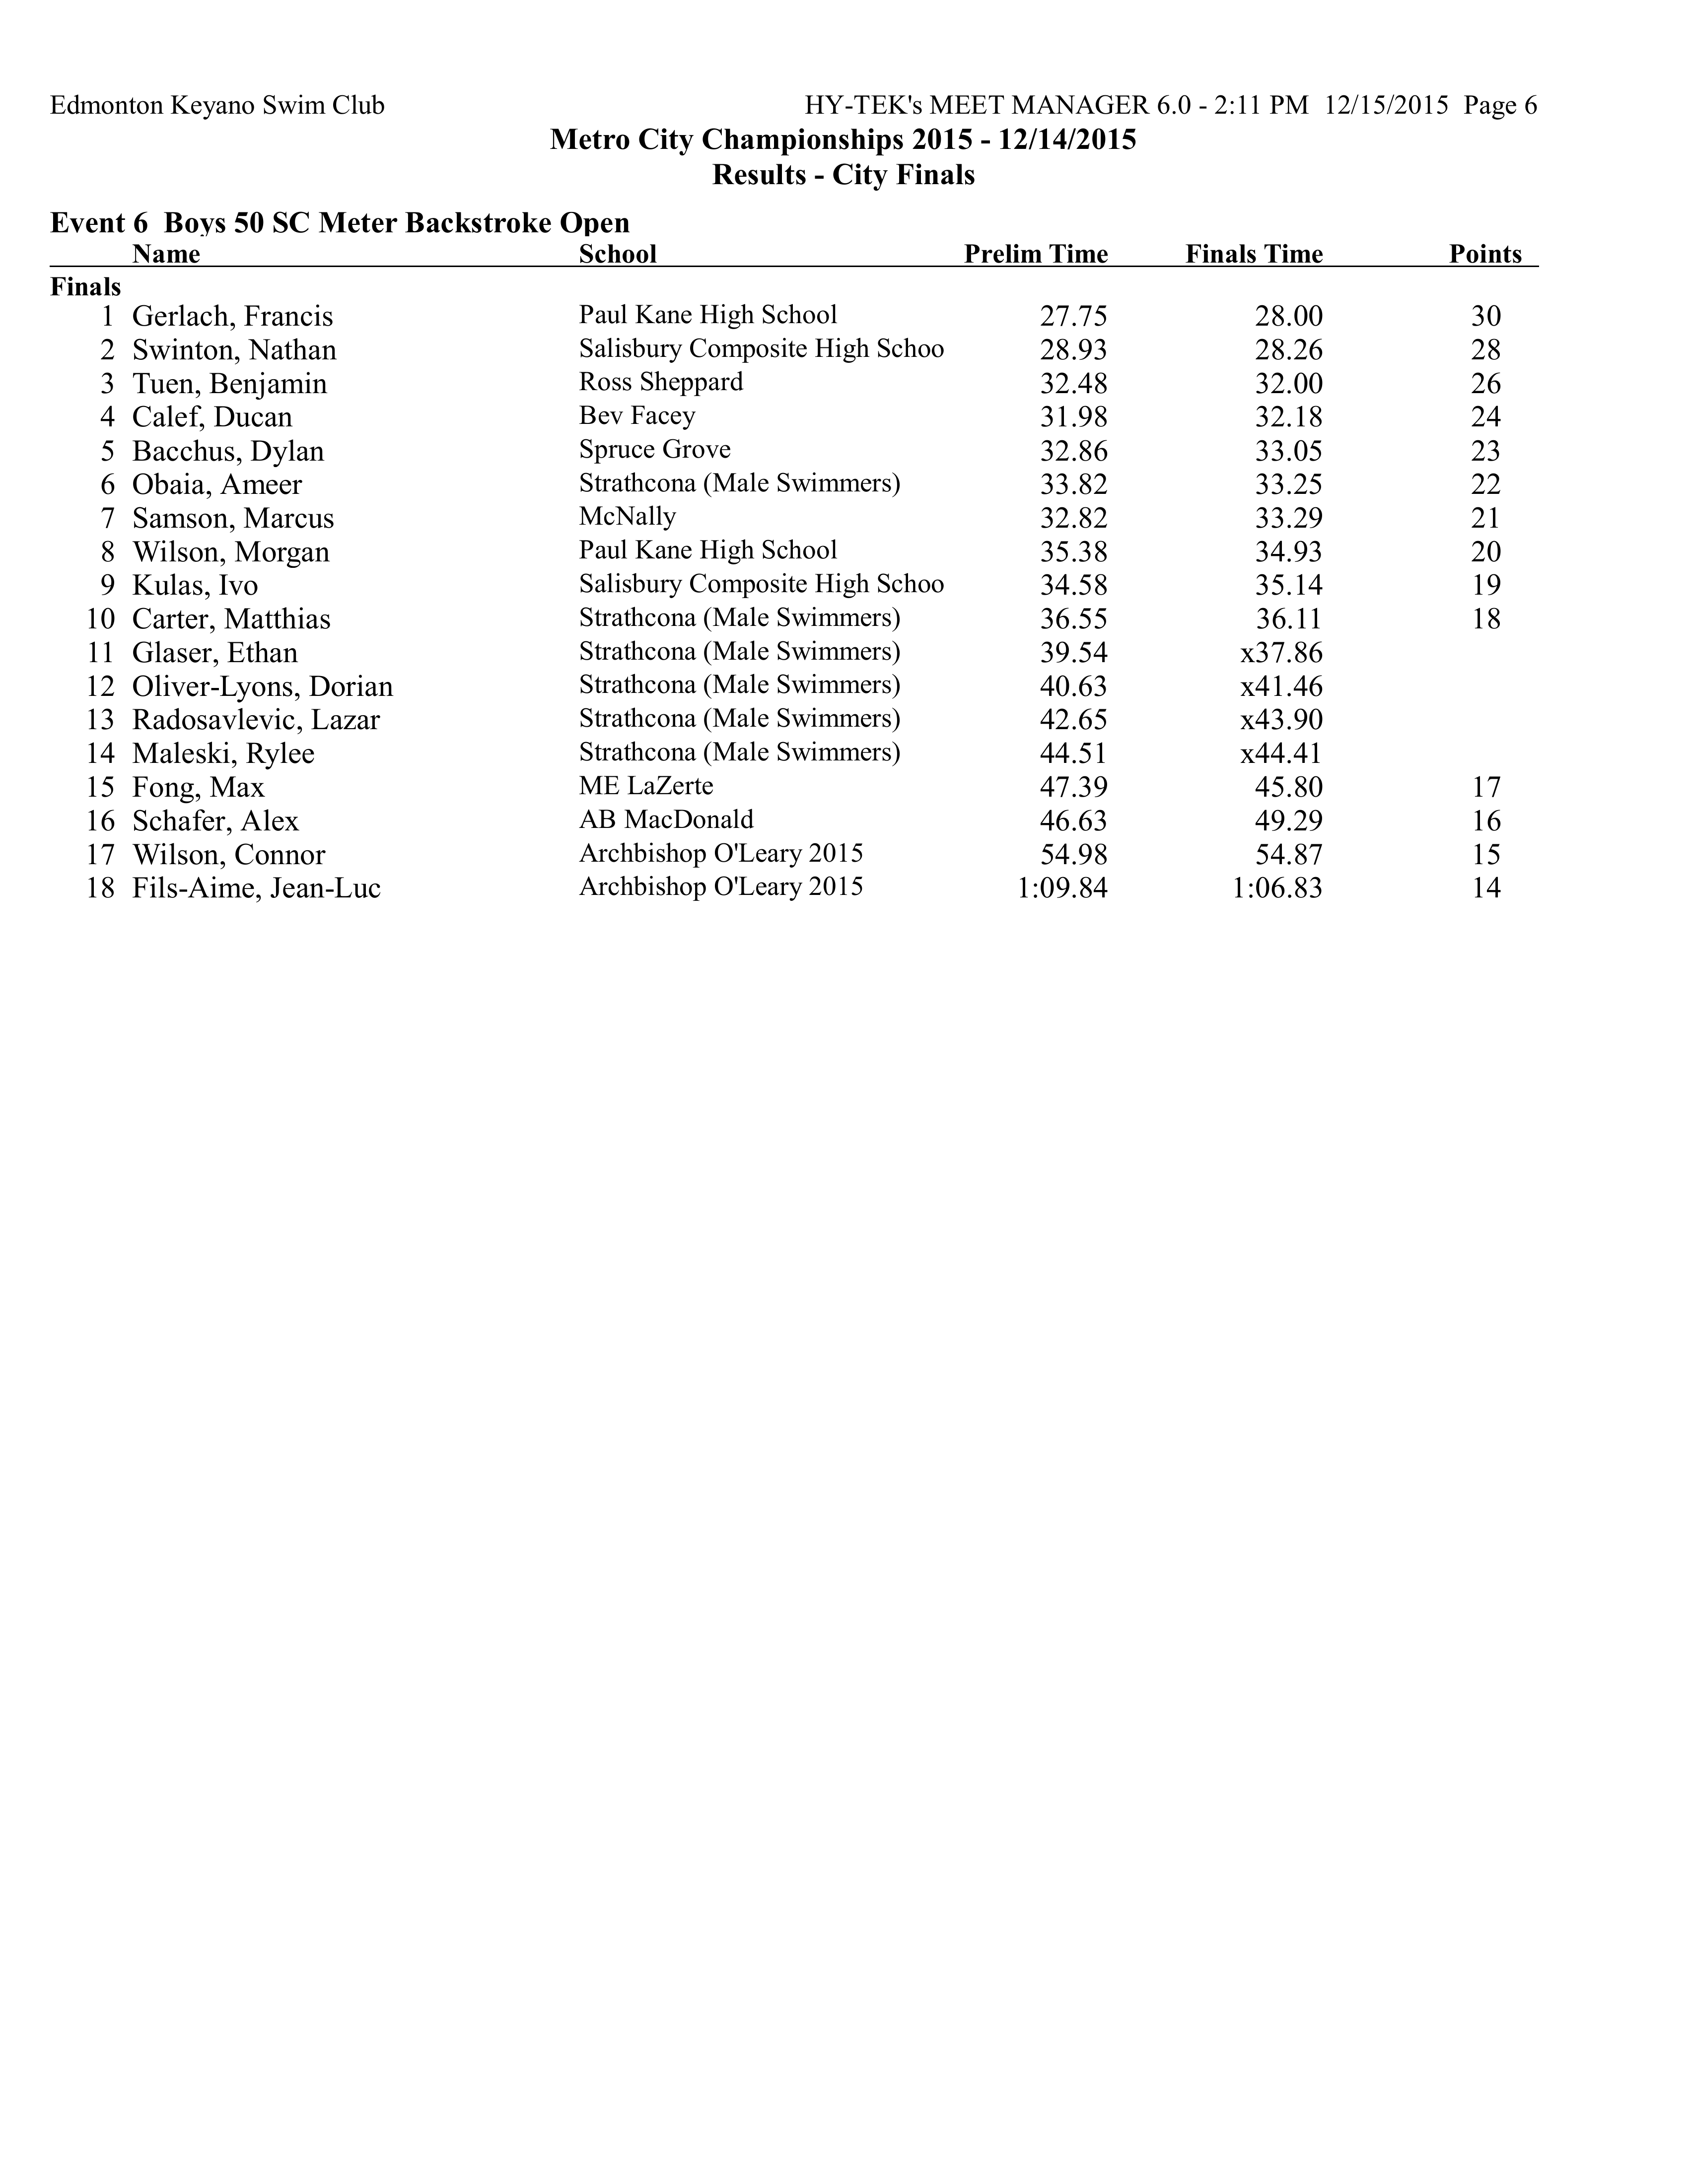 Edmonton Keyano Swim Club HY-TEK's MEET MANAGER 6.0 - 2:11 PM 12/15/2015 Page 6
Metro City Championships 2015 - 12/14/2015
Results - City Finals
Event 6 Boys 50 SC Meter Backstroke Open
Name School Prelim Time Finals Time Points
Finals
1 Gerlach, Francis Paul Kane High School 27.75 28.00 30
2 Swinton, Nathan Salisbury Composite High Schoo 28.93 28.26 28
3 Tuen, Benjamin Ross Sheppard 32.48 32.00 26
4 Calef, Ducan Bev Facey 31.98 32.18 24
5 Bacchus, Dylan Spruce Grove 32.86 33.05 23
6 Obaia, Ameer Strathcona (Male Swimmers) 33.82 33.25 22
7 Samson, Marcus McNally 32.82 33.29 21
8 Wilson, Morgan Paul Kane High School 35.38 34.93 20
9 Kulas, Ivo Salisbury Composite High Schoo 34.58 35.14 19
10 Carter, Matthias Strathcona (Male Swimmers) 36.55 36.11 18
11 Glaser, Ethan Strathcona (Male Swimmers) 39.54 x37.86
12 Oliver-Lyons, Dorian Strathcona (Male Swimmers) 40.63 x41.46
13 Radosavlevic, Lazar Strathcona (Male Swimmers) 42.65 x43.90
14 Maleski, Rylee Strathcona (Male Swimmers) 44.51 x44.41
15 Fong, Max ME LaZerte 47.39 45.80 17
16 Schafer, Alex AB MacDonald 46.63 49.29 16
17 Wilson, Connor Archbishop O'Leary 2015 54.98 54.87 15
18 Fils-Aime, Jean-Luc Archbishop O'Leary 2015 1:09.84 1:06.83 14